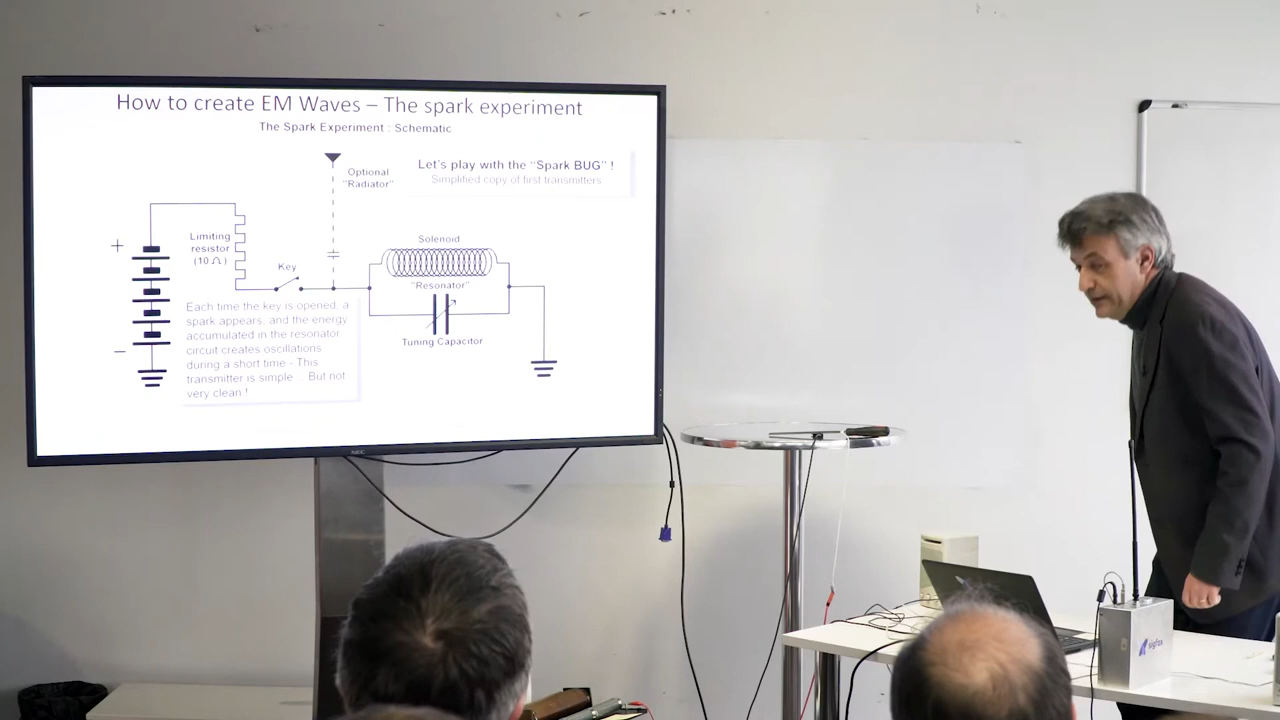 How to create EM Waves – The spark experiment
The Spark Experiment : Schematic
Optional
"Radiator"
Let's play with the "Spark BUG" !
Simplified copy of first transmitters
+
Limiting
resistor
(10 Ω)
Key
Solenoid
"Resonator"
Tuning Capacitor
–
Each time the key is opened, a
spark appears, and the energy
accumulated in the resonator
circuit creates oscillations
during a short time - This
transmitter is simple ... But not
very clean !
NEC
sigfox